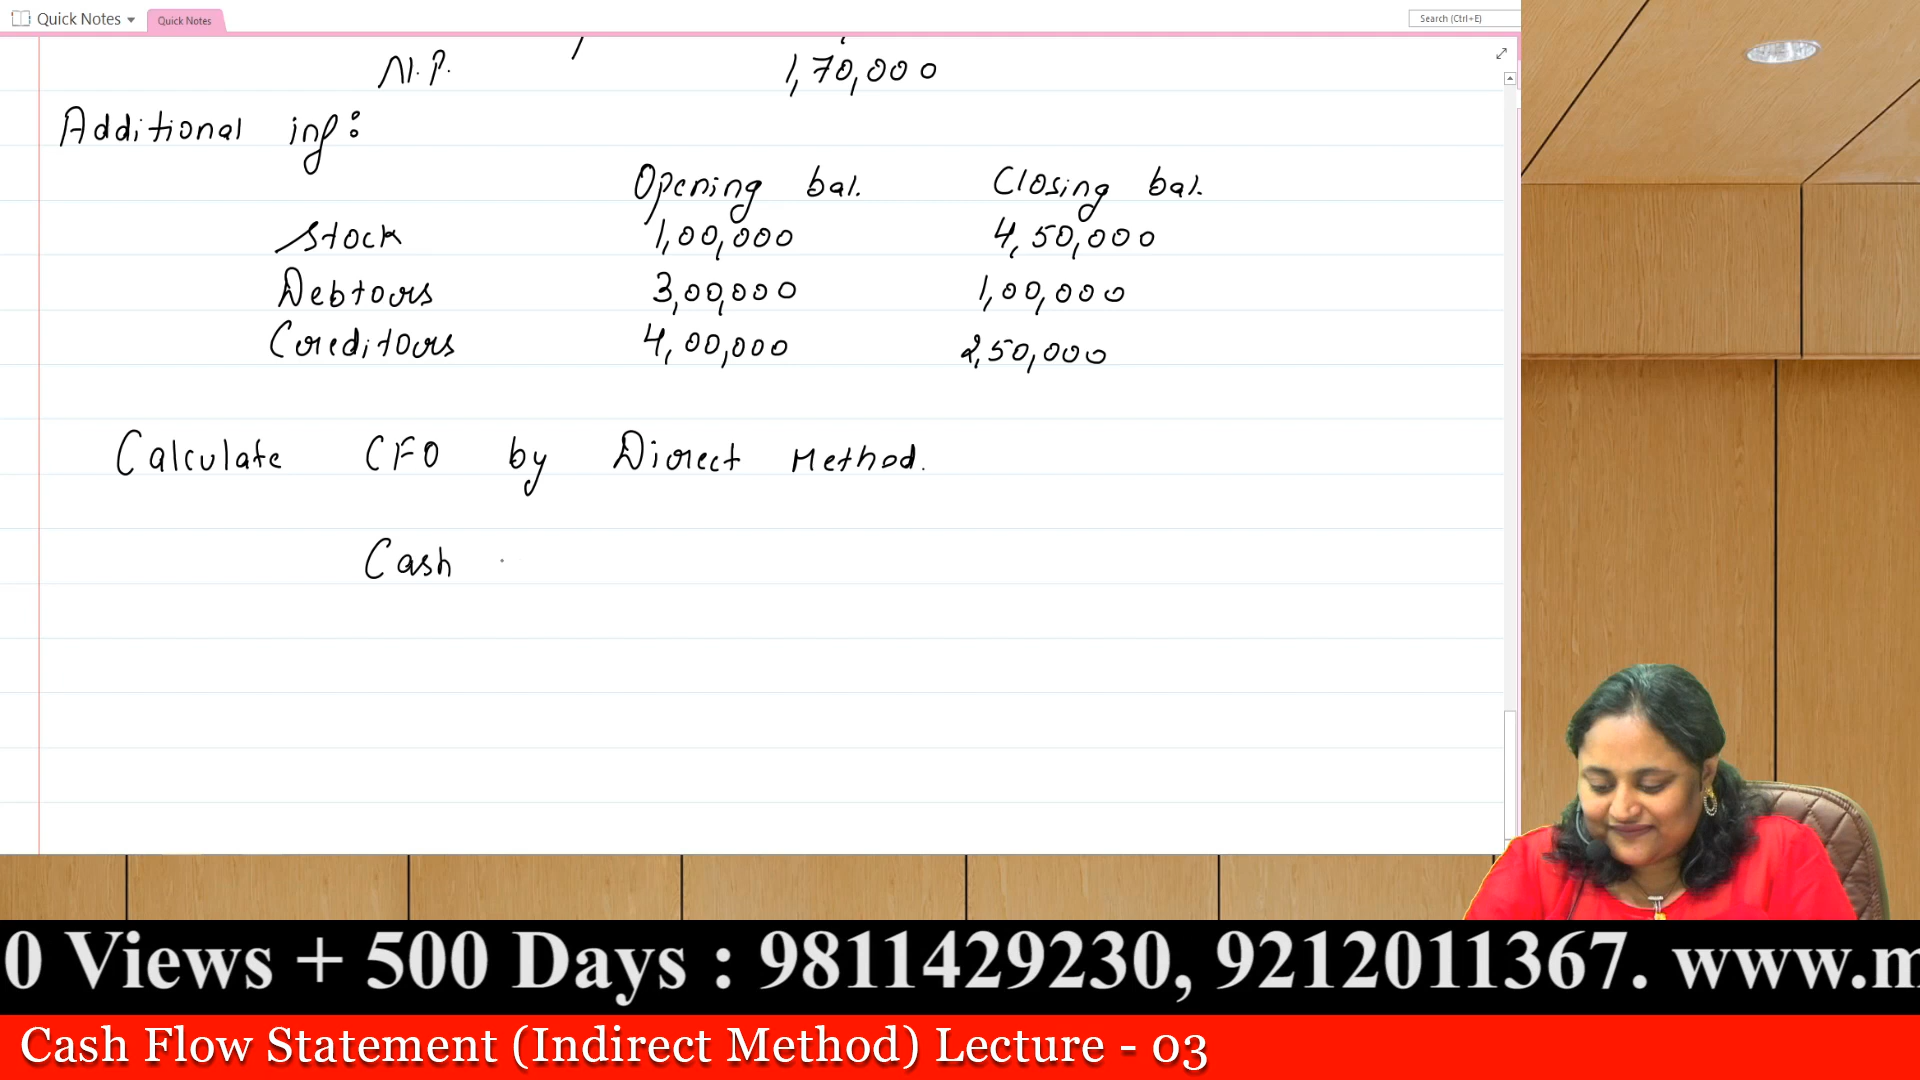 Quick Notes Quick Notes Search (Ctrl+E)
N.P. 1,70,000
Additional inf:
Opening bal. Closing bal.
Stock 1,00,000 4,50,000
Debtors 3,00,000 1,00,000
Creditors 4,00,000 2,50,000
Calculate CFO by Direct Method.
Cash
0 Views + 500 Days : 9811429230, 9212011367. www.m
Cash Flow Statement (Indirect Method) Lecture - 03